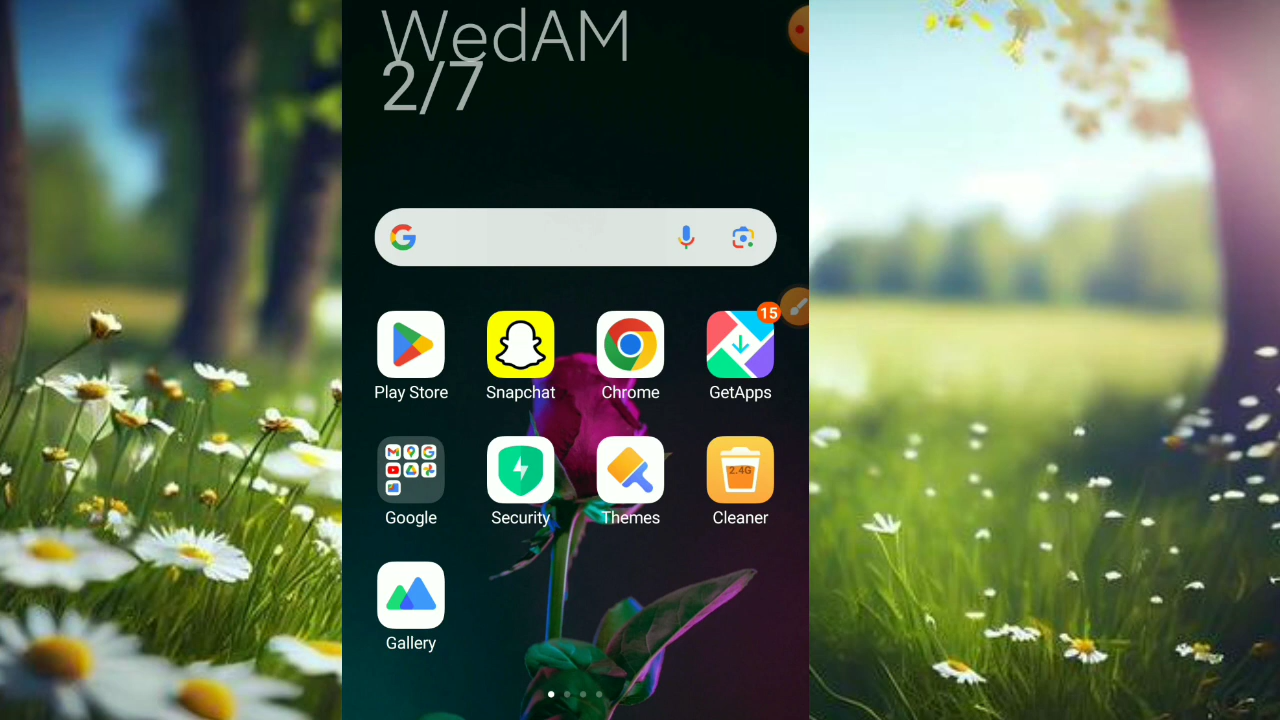 WedAM
2/7
15
Play Store Snapchat Chrome GetApps
2.4G
Google Security Themes Cleaner
Gallery